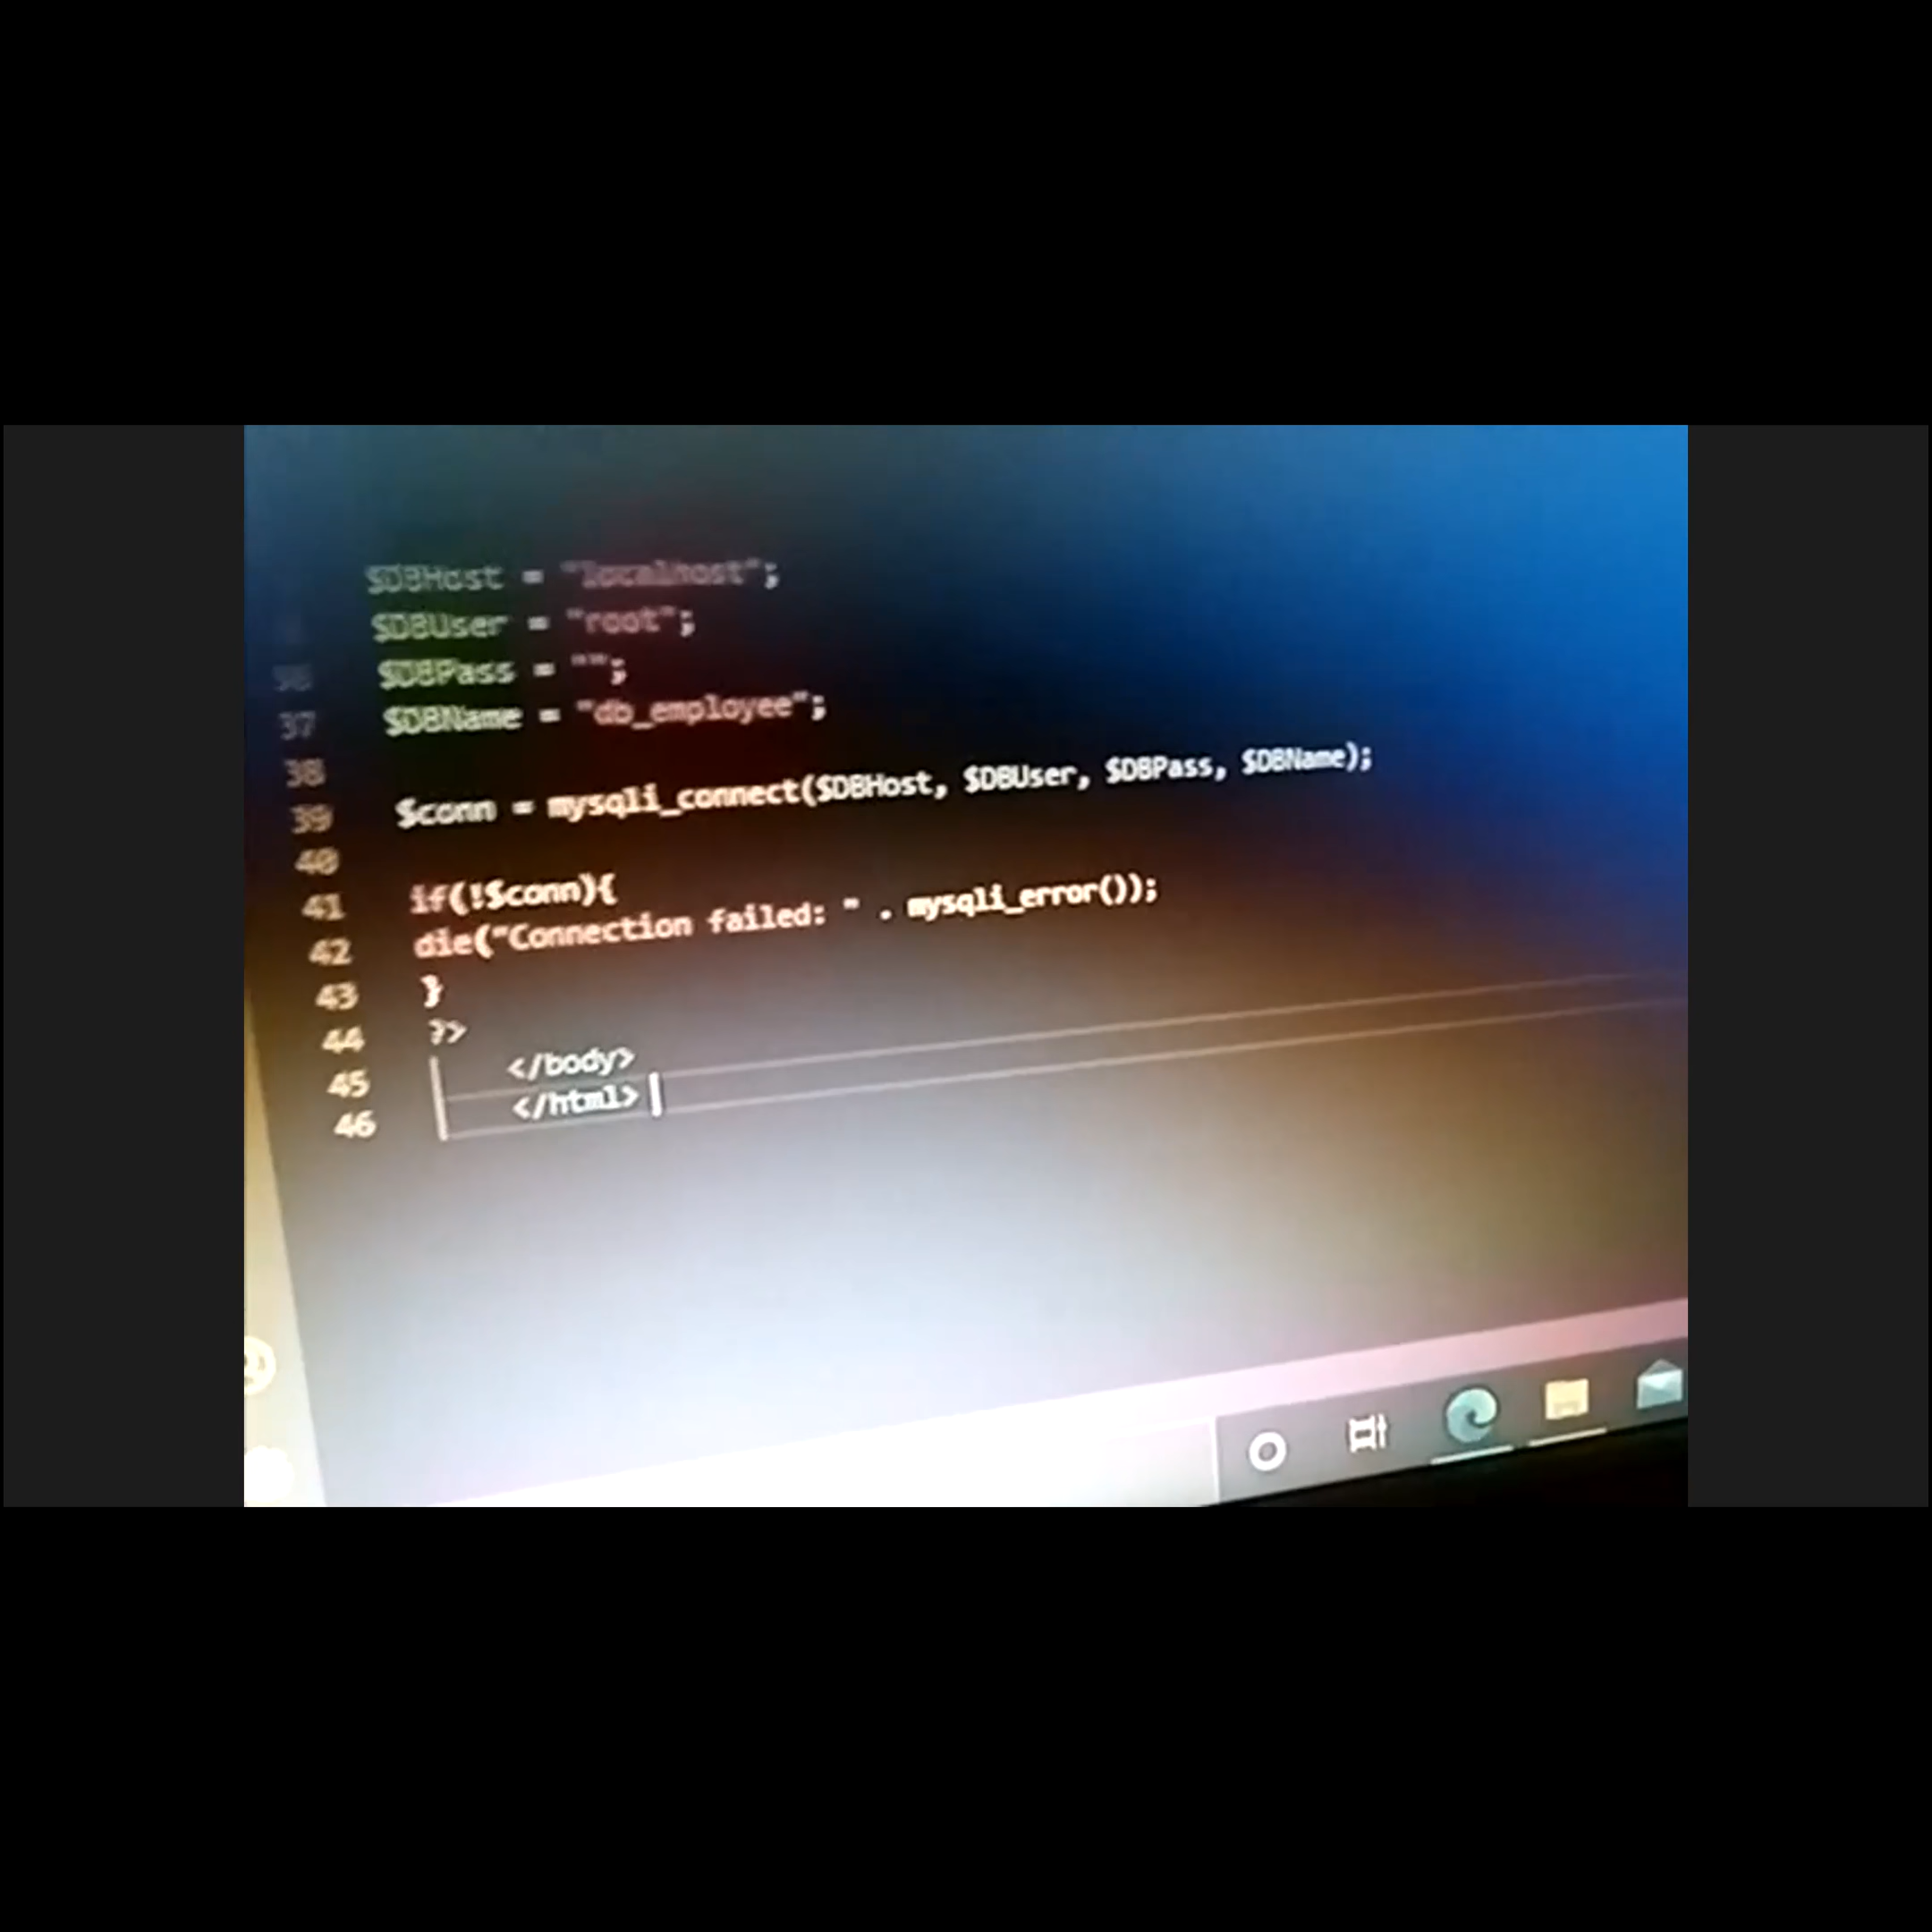 $DBHost = "localhost";
$DBUser = "root";
36 $DBPass = "";
37 $DBName = "db_employee";
38
39 $conn = mysqli_connect($DBHost, $DBUser, $DBPass, $DBName);
40
41 if(!$conn){
42 die("Connection failed: " . mysqli_error());
43 }
44 ?>
45 </body>
46 </html>